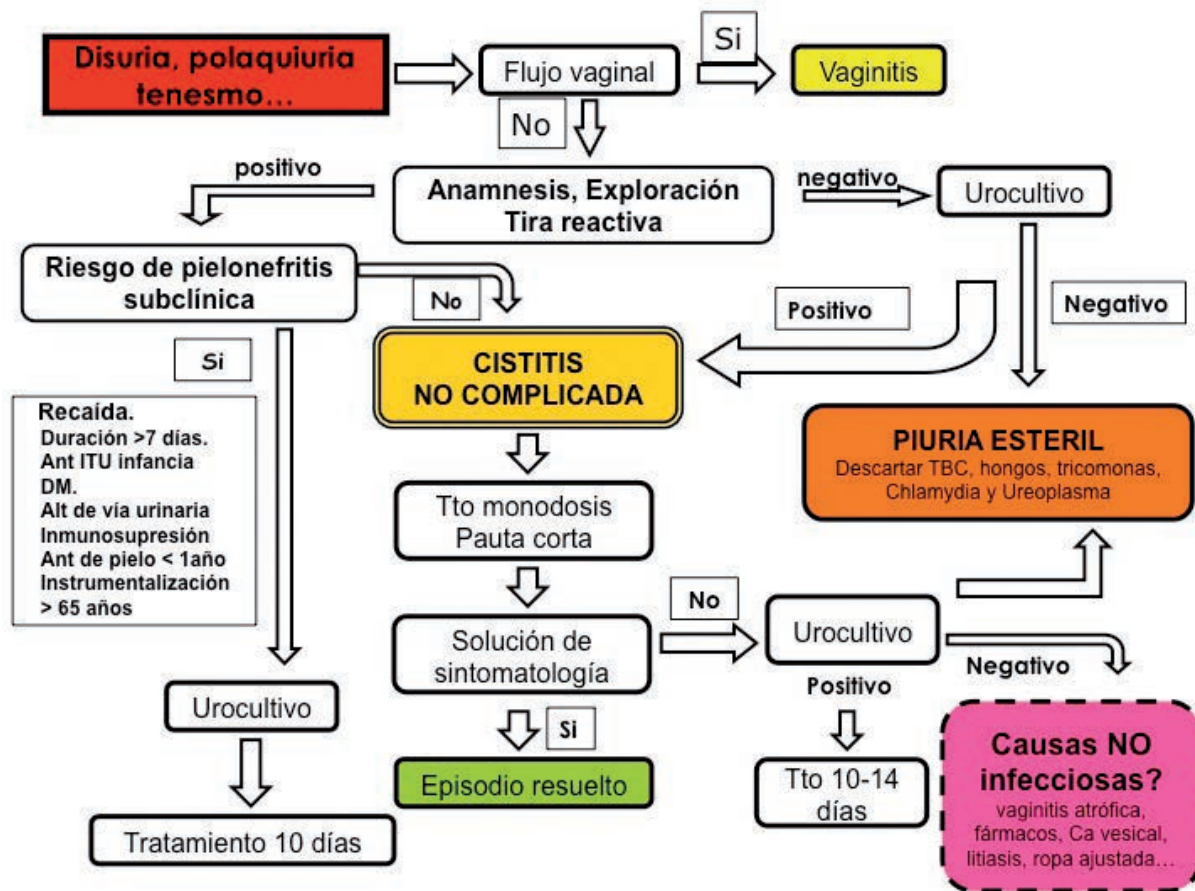 Disuria, polaquiuria
tenesmo...
Flujo vaginal
Si
Vaginitis
No
positivo
Anamnesis, Exploración
Tira reactiva
negativo
Urocultivo
Riesgo de pielonefritis
subclínica
No
Positivo
Negativo
Si
CISTITIS
NO COMPLICADA
Recaída.
Duración >7 días.
Ant ITU infancia
DM.
Alt de vía urinaria
Inmunosupresión
Ant de pielo < 1año
Instrumentalización
> 65 años
PIURIA ESTERIL
Descartar TBC, hongos, tricomonas,
Chlamydia y Ureoplasma
Tto monodosis
Pauta corta
Solución de
sintomatología
No
Urocultivo
Positivo
Negativo
Urocultivo
Si
Episodio resuelto
Tto 10-14
días
Causas NO
infecciosas?
vaginitis atrófica,
fármacos, Ca vesical,
litiasis, ropa ajustada...
Tratamiento 10 días